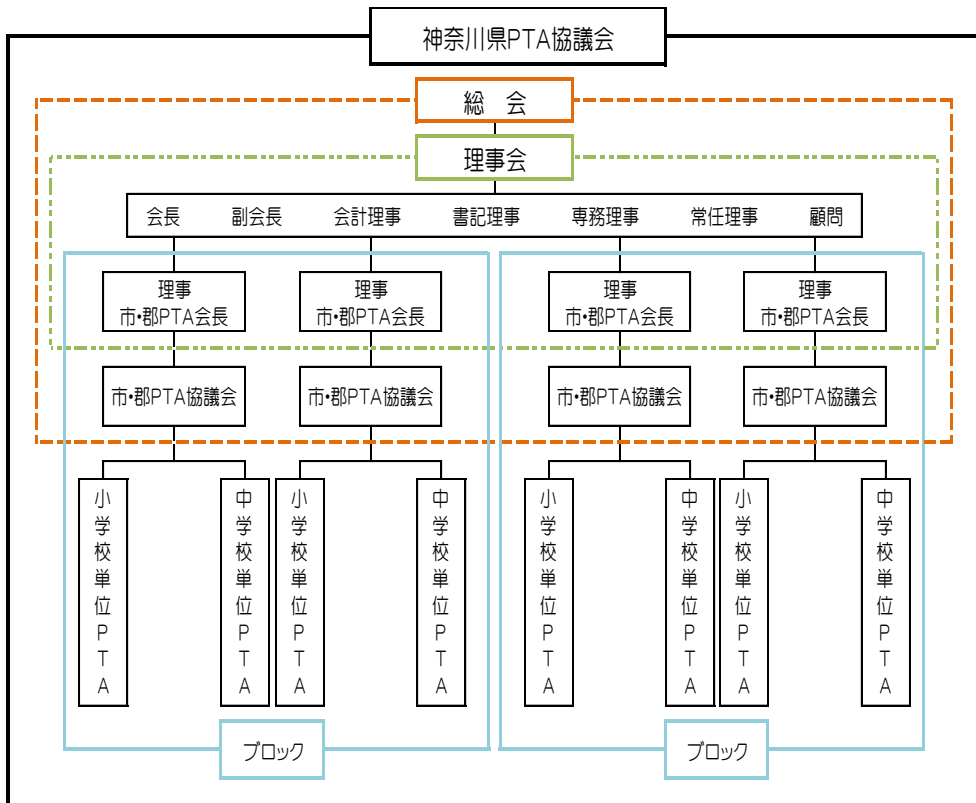 神奈川県PTA協議会
総　会
理事会
会長　副会長　会計理事　書記理事　専務理事　常任理事　顧問
理事
市・郡PTA会長
理事
市・郡PTA会長
理事
市・郡PTA会長
理事
市・郡PTA会長
市・郡PTA協議会
市・郡PTA協議会
市・郡PTA協議会
市・郡PTA協議会
小学校単位PTA
中学校単位PTA
小学校単位PTA
中学校単位PTA
小学校単位PTA
中学校単位PTA
小学校単位PTA
中学校単位PTA
ブロック
ブロック